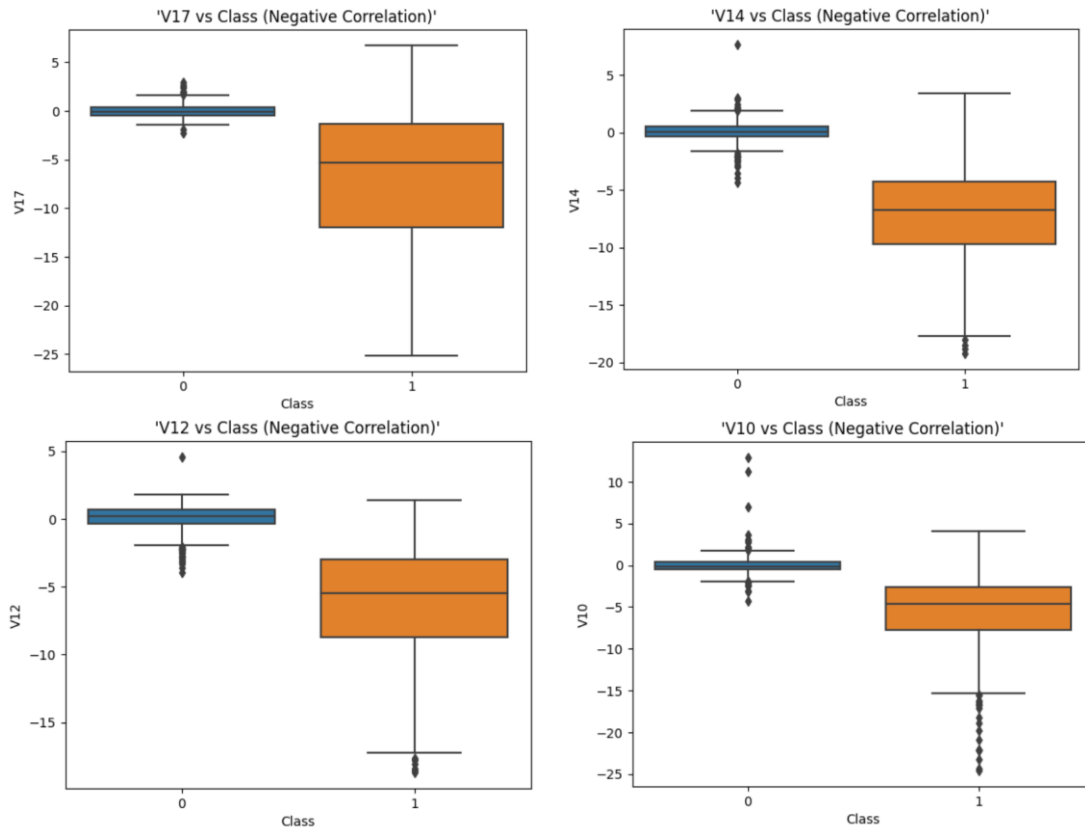 'V17 vs Class (Negative Correlation)'
5
0
−5
−10
−15
−20
−25
V17
0
1
Class
'V14 vs Class (Negative Correlation)'
5
0
−5
−10
−15
−20
V14
0
1
Class
'V12 vs Class (Negative Correlation)'
5
0
−5
−10
−15
V12
0
1
Class
'V10 vs Class (Negative Correlation)'
10
5
0
−5
−10
−15
−20
−25
V10
0
1
Class